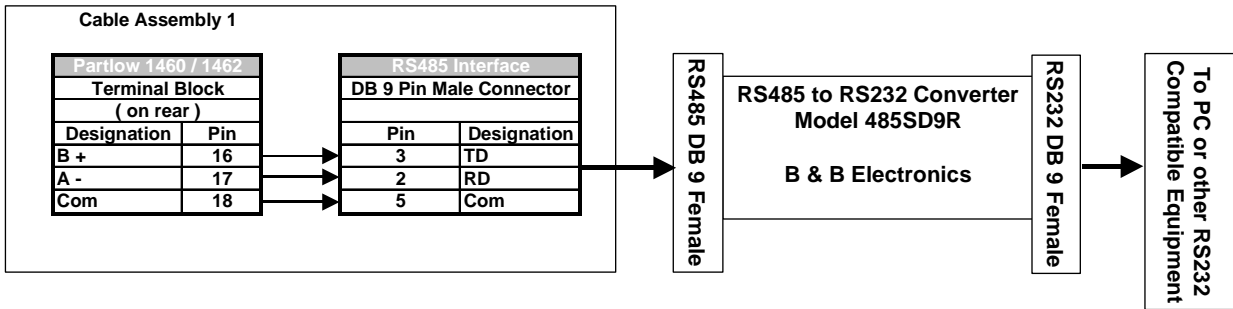 Cable Assembly 1
Partlow 1460 / 1462
Terminal Block
( on rear )
Designation Pin
B + 16
A - 17
Com 18
RS485 Interface
DB 9 Pin Male Connector
Pin Designation
3 TD
2 RD
5 Com
RS485 DB 9 Female
RS485 to RS232 Converter
Model 485SD9R
B & B Electronics
RS232 DB 9 Female
To PC or other RS232
Compatible Equipment